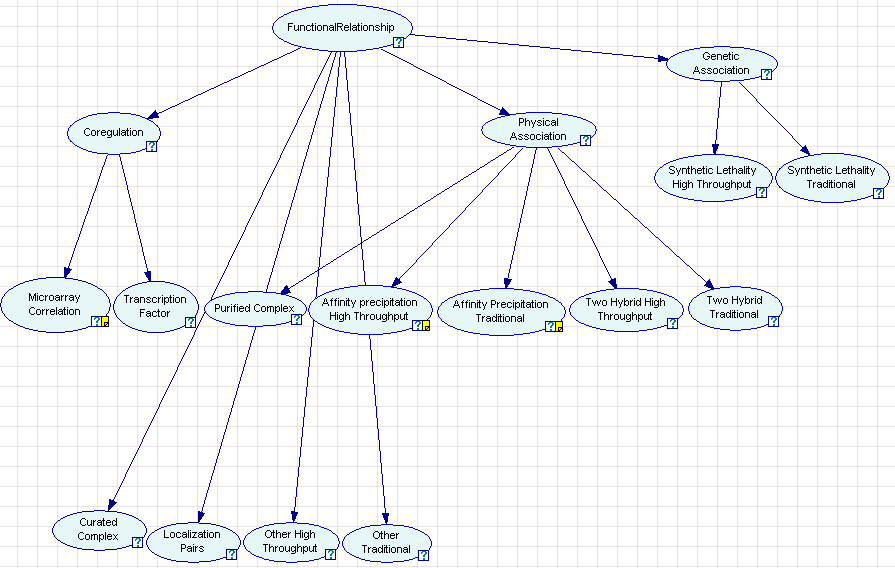 FunctionalRelationship
?
Genetic
Association
?
Coregulation
?
Physical
Association
?
Synthetic Lethality
High Throughput
?
Synthetic Lethality
Traditional
?
Microarray
Correlation
?
Transcription
Factor
?
Purified Complex
?
Affinity precipitation
High Throughput
?
Affinity Precipitation
Traditional
?
Two Hybrid High
Throughput
?
Two Hybrid
Traditional
?
Curated
Complex
?
Localization
Pairs
?
Other High
Throughput
?
Other
Traditional
?